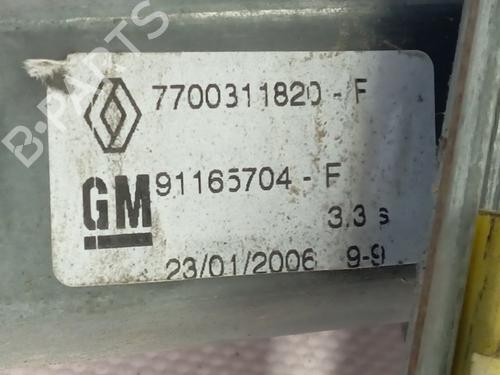 7700311820 - F
GM 91165704 - F
3.3 s
23/01/2006 9-9
B-PARTS